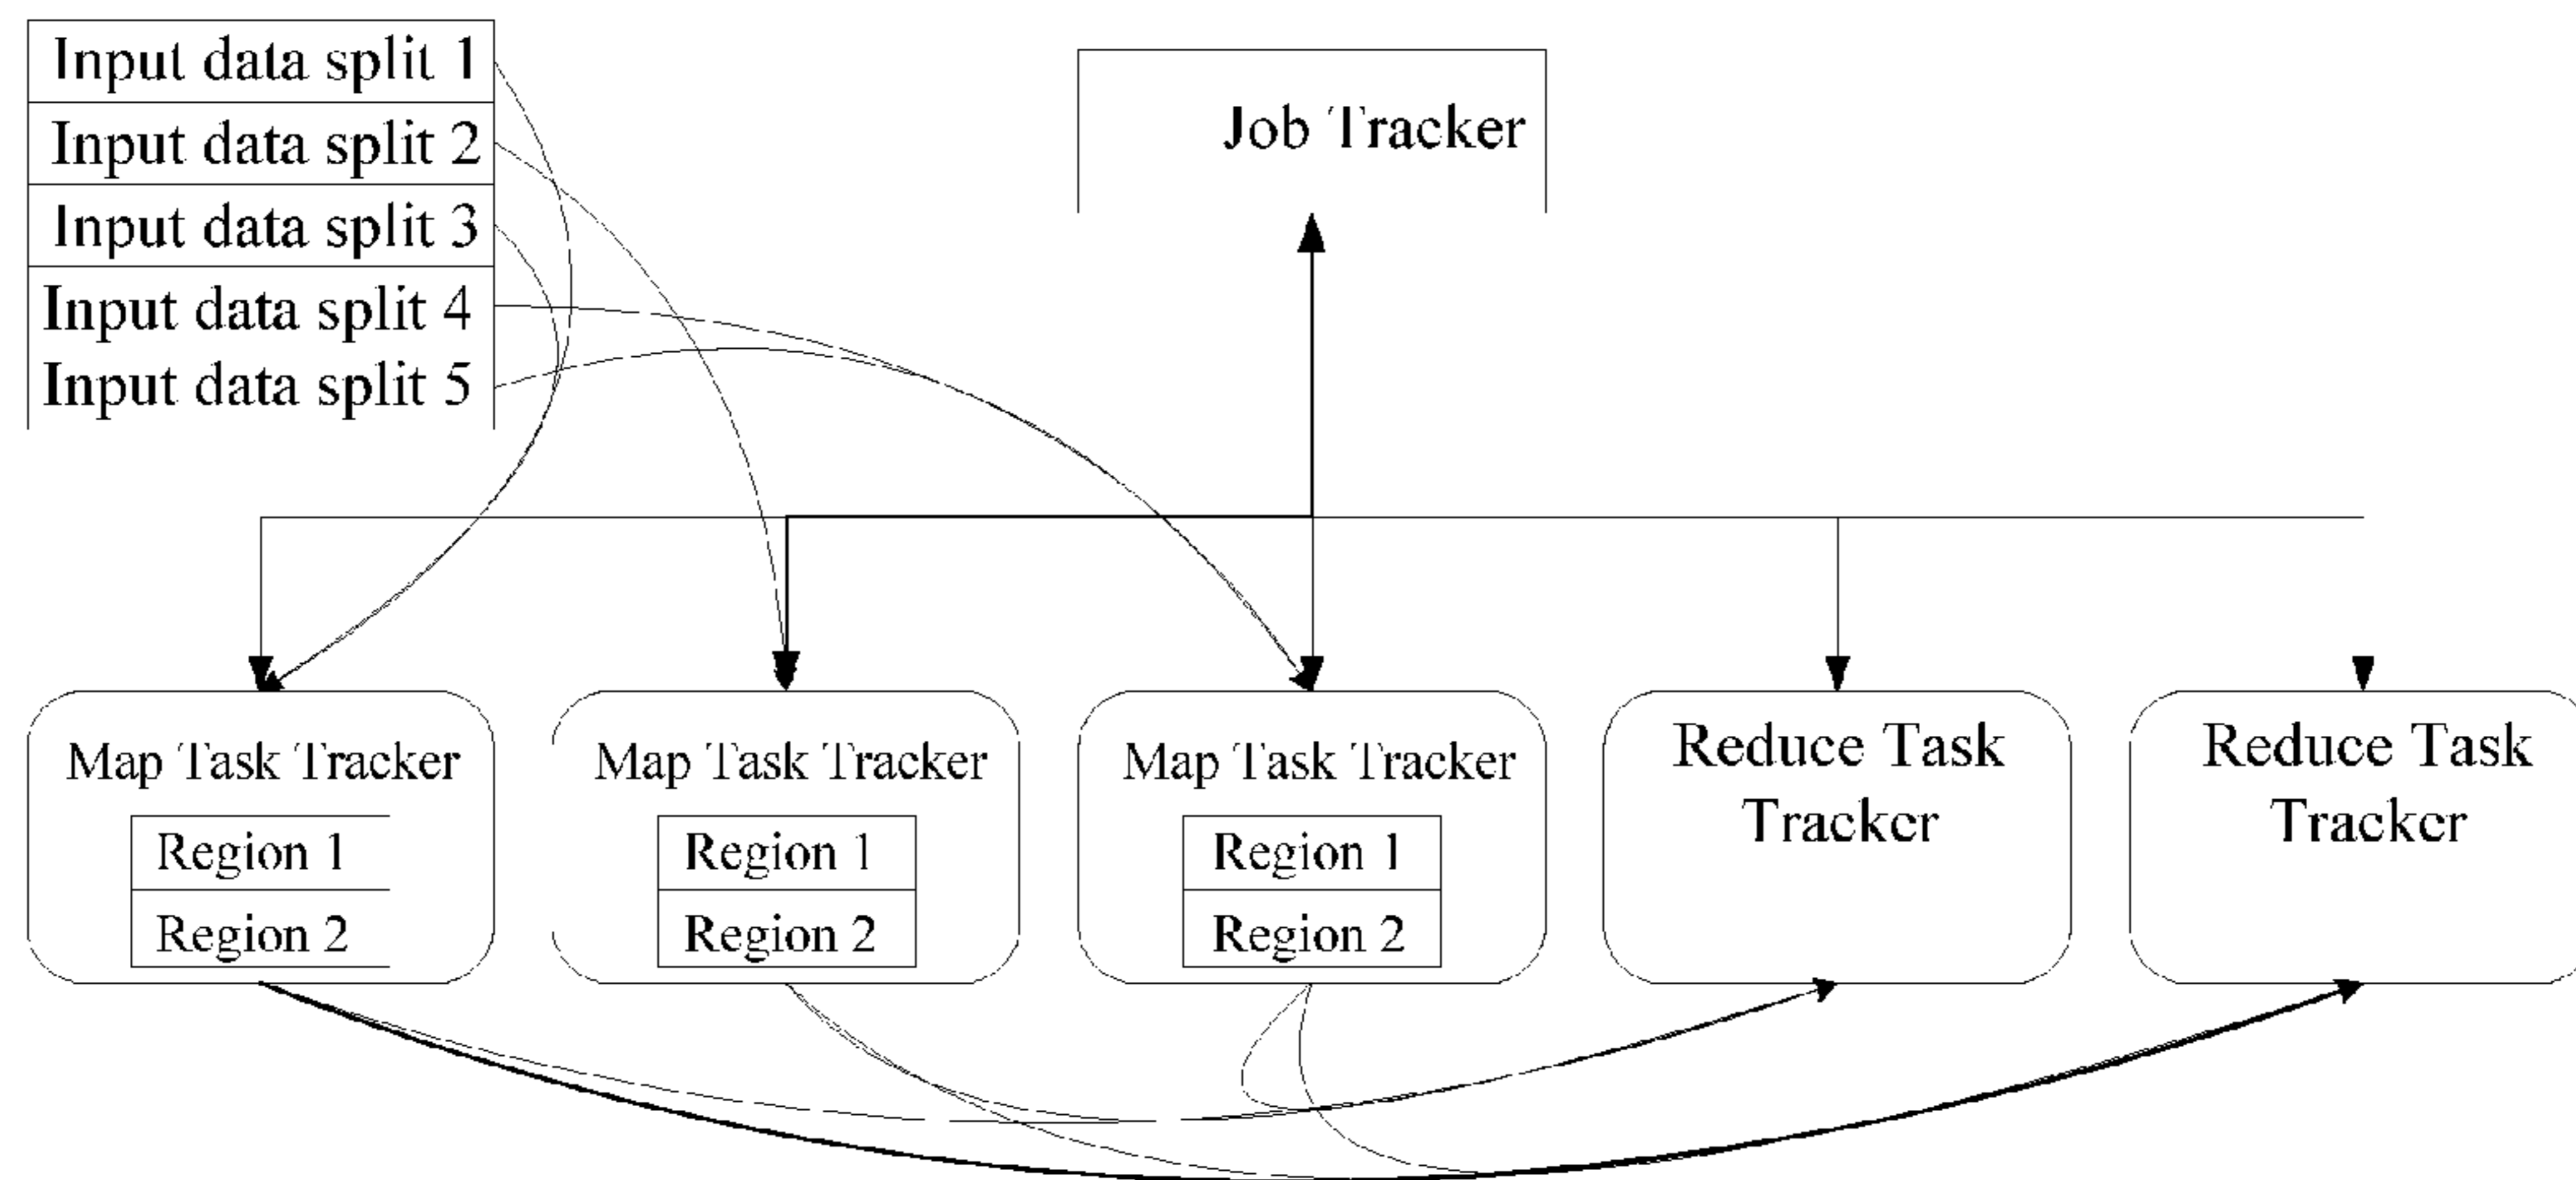 Input data split 1
Input data split 2
Input data split 3
Input data split 4
Input data split 5
Job Tracker
Map Task Tracker
Region 1
Region 2
Map Task Tracker
Region 1
Region 2
Map Task Tracker
Region 1
Region 2
Reduce Task
Tracker
Reduce Task
Tracker